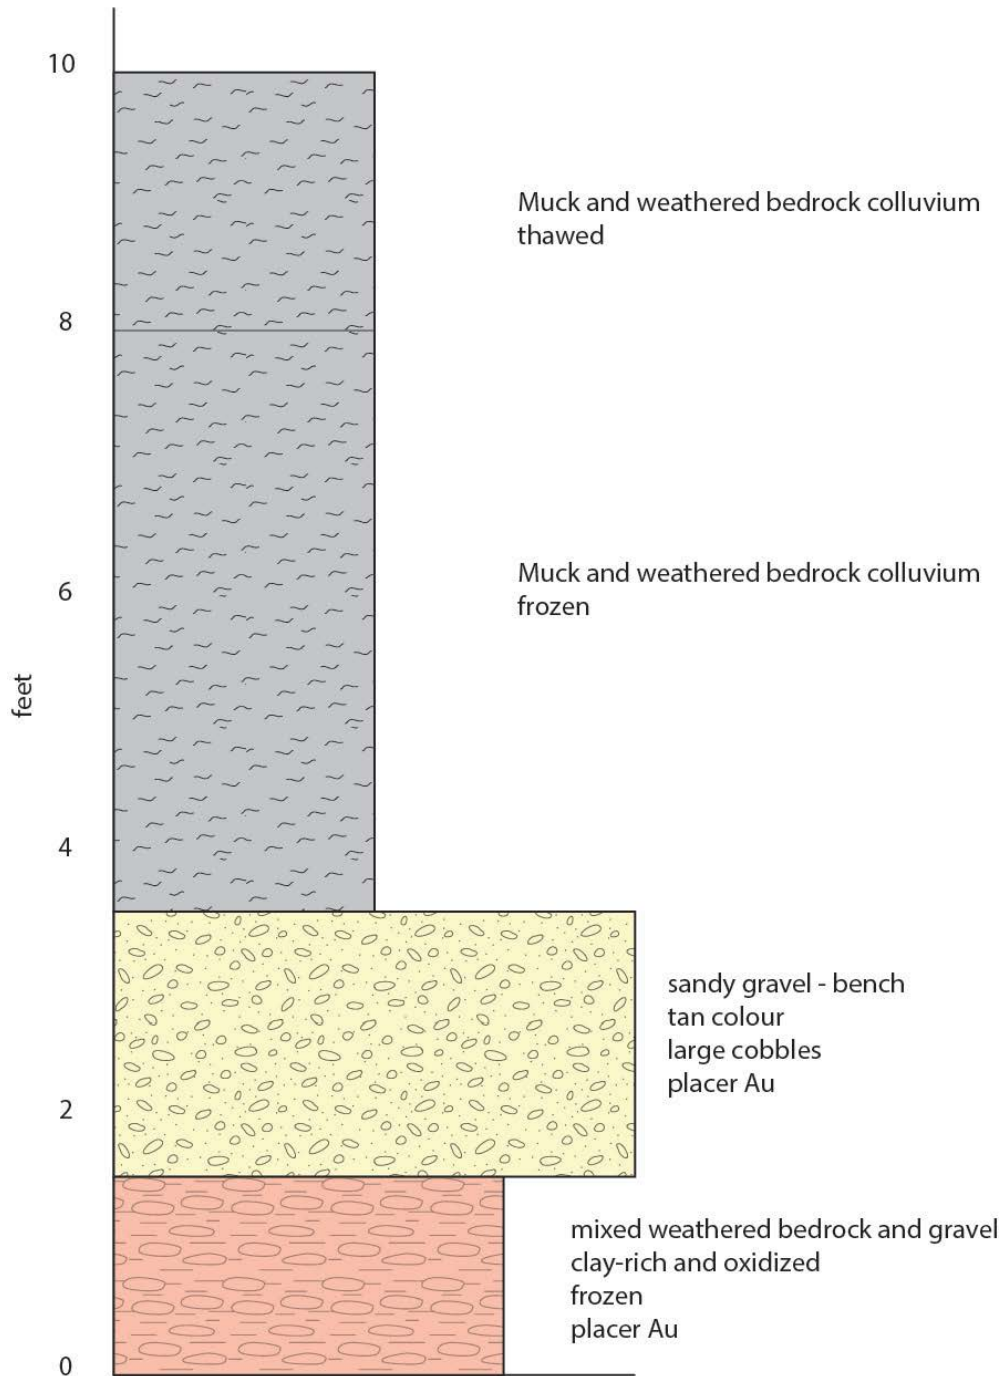 10
Muck and weathered bedrock colluvium
thawed
8
Muck and weathered bedrock colluvium
frozen
6
feet
4
sandy gravel - bench
tan colour
large cobbles
placer Au
2
mixed weathered bedrock and gravel
clay-rich and oxidized
frozen
placer Au
0